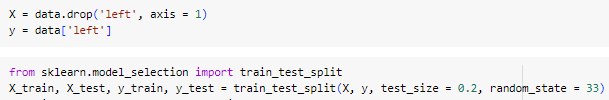 X = data.drop('left', axis = 1)
y = data['left']
from sklearn.model_selection import train_test_split
X_train, X_test, y_train, y_test = train_test_split(X, y, test_size = 0.2, random_state = 33)